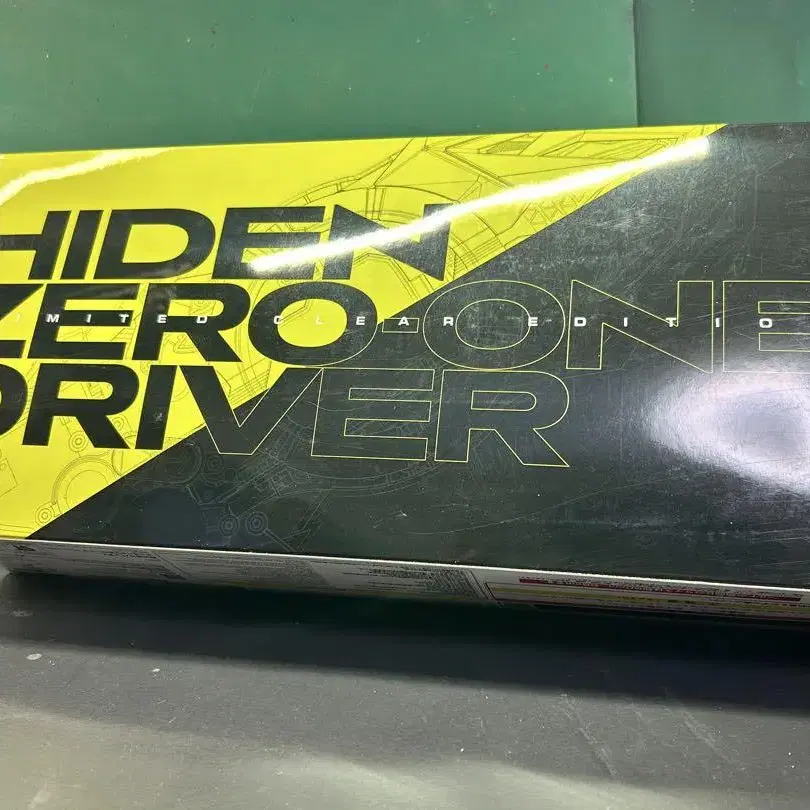 HIDEN
ZERO-ONE
LIMITED CLEAR EDITIO
DRIVER